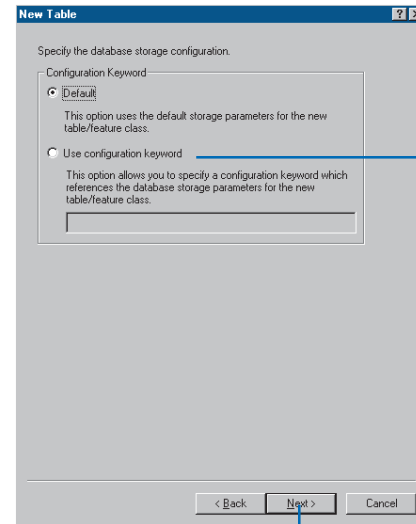 New Table
Specify the database storage configuration.
Configuration Keyword
Default
This option uses the default storage parameters for the new
table/feature class.
Use configuration keyword
This option allows you to specify a configuration keyword which
references the database storage parameters for the new
table/feature class.
< Back
Next >
Cancel